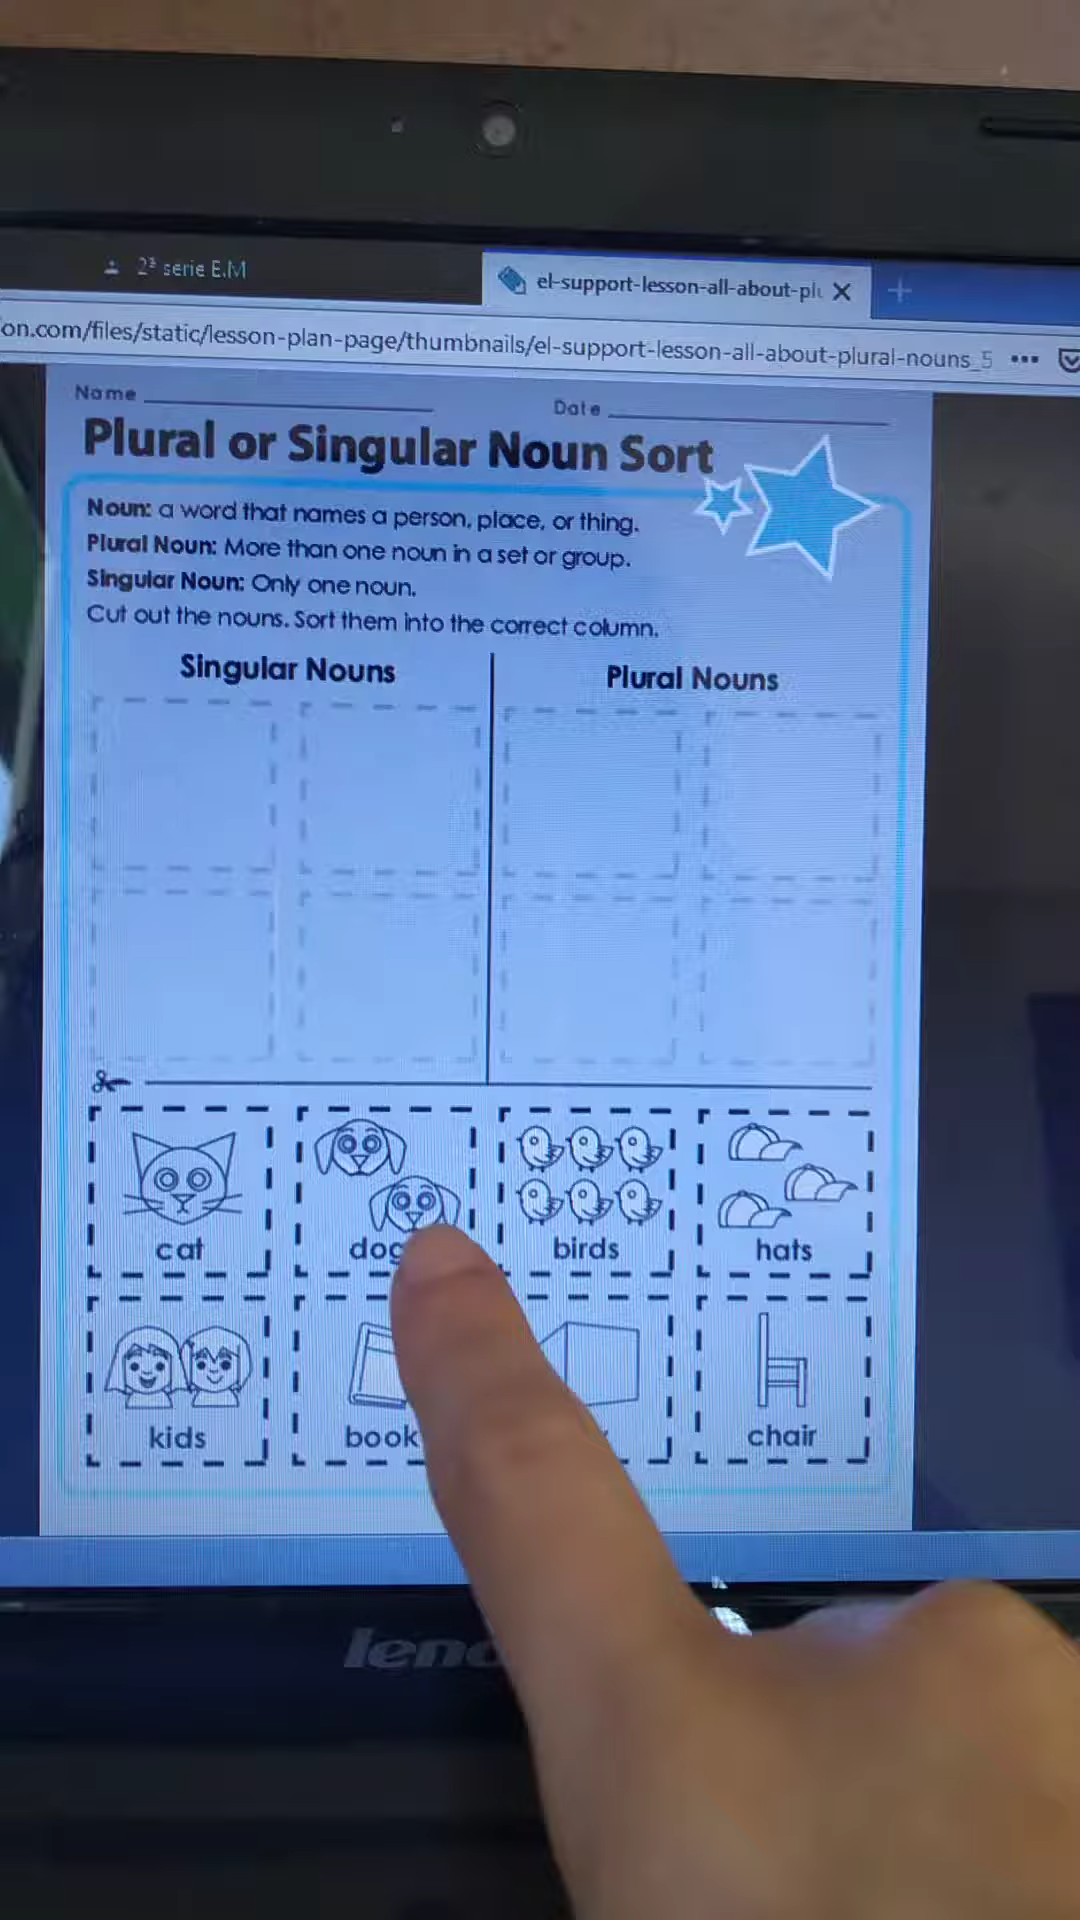 2ª serie E.M
el-support-lesson-all-about-plu
on.com/files/static/lesson-plan-page/thumbnails/el-support-lesson-all-about-plural-nouns_5
Name
Date
Plural or Singular Noun Sort
Noun: a word that names a person, place, or thing.
Plural Noun: More than one noun in a set or group.
Singular Noun: Only one noun.
Cut out the nouns. Sort them into the correct column.
Singular Nouns
Plural Nouns
cat
birds
hats
kids
book
chair